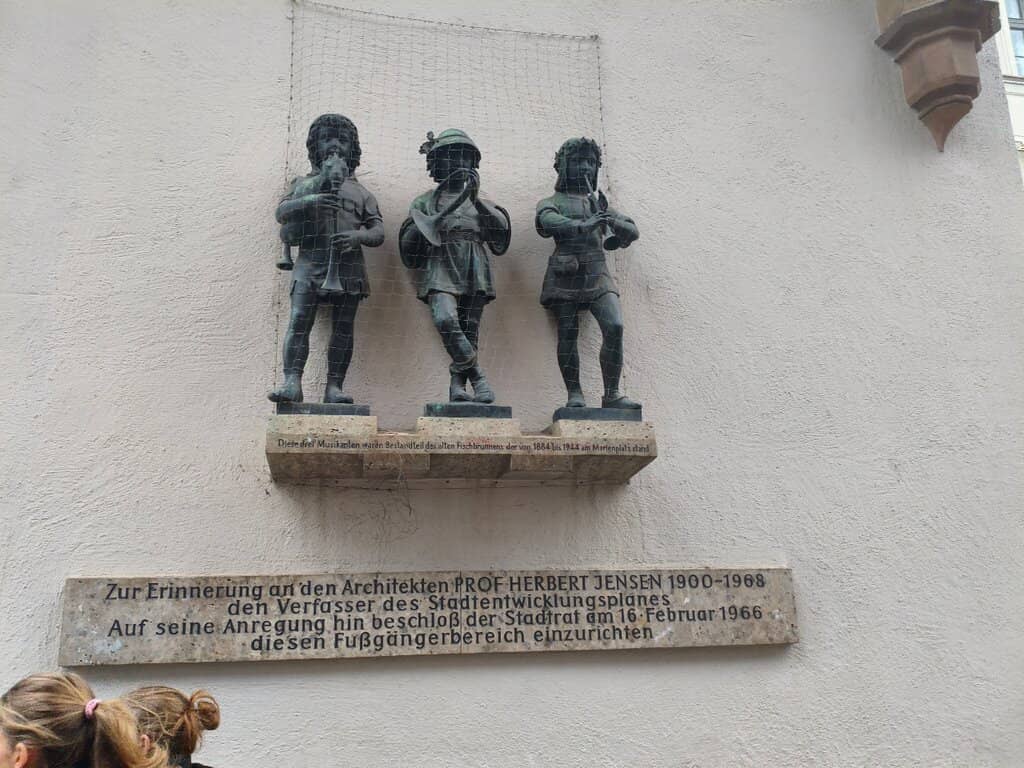 Diese drei Musikanten waren Bestandteil des alten Fischbrunnens der von 1884 bis 1944 am Marienplatz stand
Zur Erinnerung an den Architekten PROF HERBERT JENSEN 1900-1968
den Verfasser des Stadtentwicklungsplanes
Auf seine Anregung hin beschloß der Stadtrat am 16·Februar 1966
diesen Fußgängerbereich einzurichten